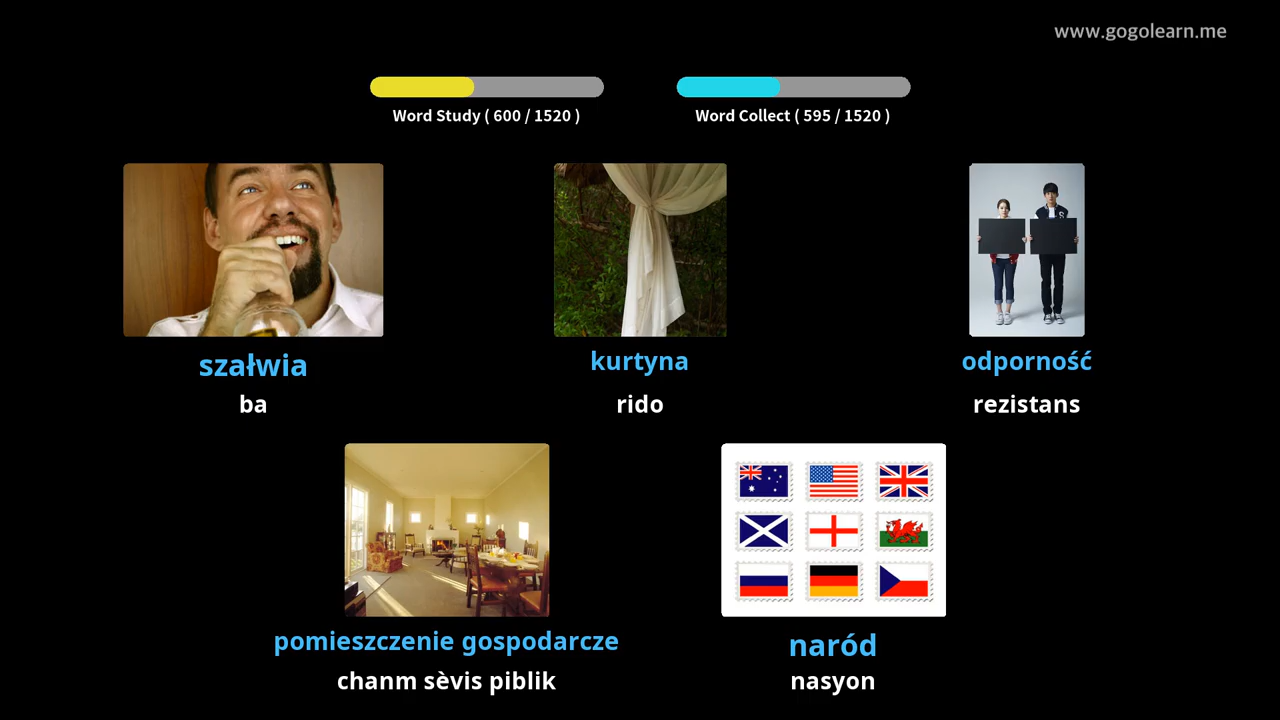 www.gogolearn.me
Word Study ( 600 / 1520 )
Word Collect ( 595 / 1520 )
szałwia
ba
kurtyna
rido
odporność
rezistans
pomieszczenie gospodarcze
chanm sèvis piblik
naród
nasyon